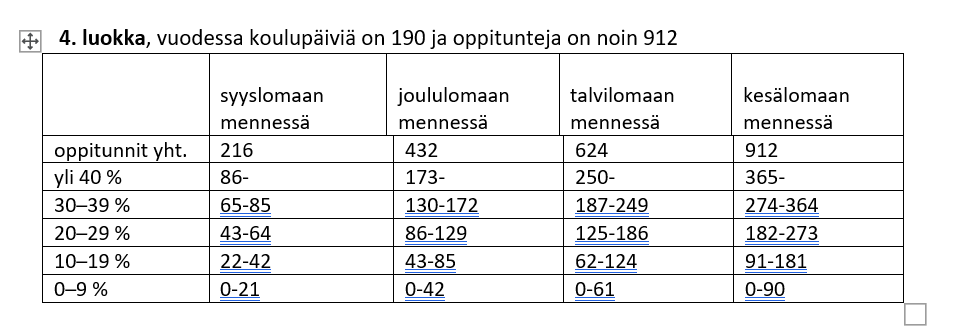 4. luokka, vuodessa koulupäiviä on 190 ja oppitunteja on noin 912
syyslomaan mennessä joululomaan mennessä talvilomaan mennessä kesälomaan mennessä
oppitunnit yht. 216 432 624 912
yli 40 % 86- 173- 250- 365-
30–39 % 65-85 130-172 187-249 274-364
20–29 % 43-64 86-129 125-186 182-273
10–19 % 22-42 43-85 62-124 91-181
0–9 % 0-21 0-42 0-61 0-90